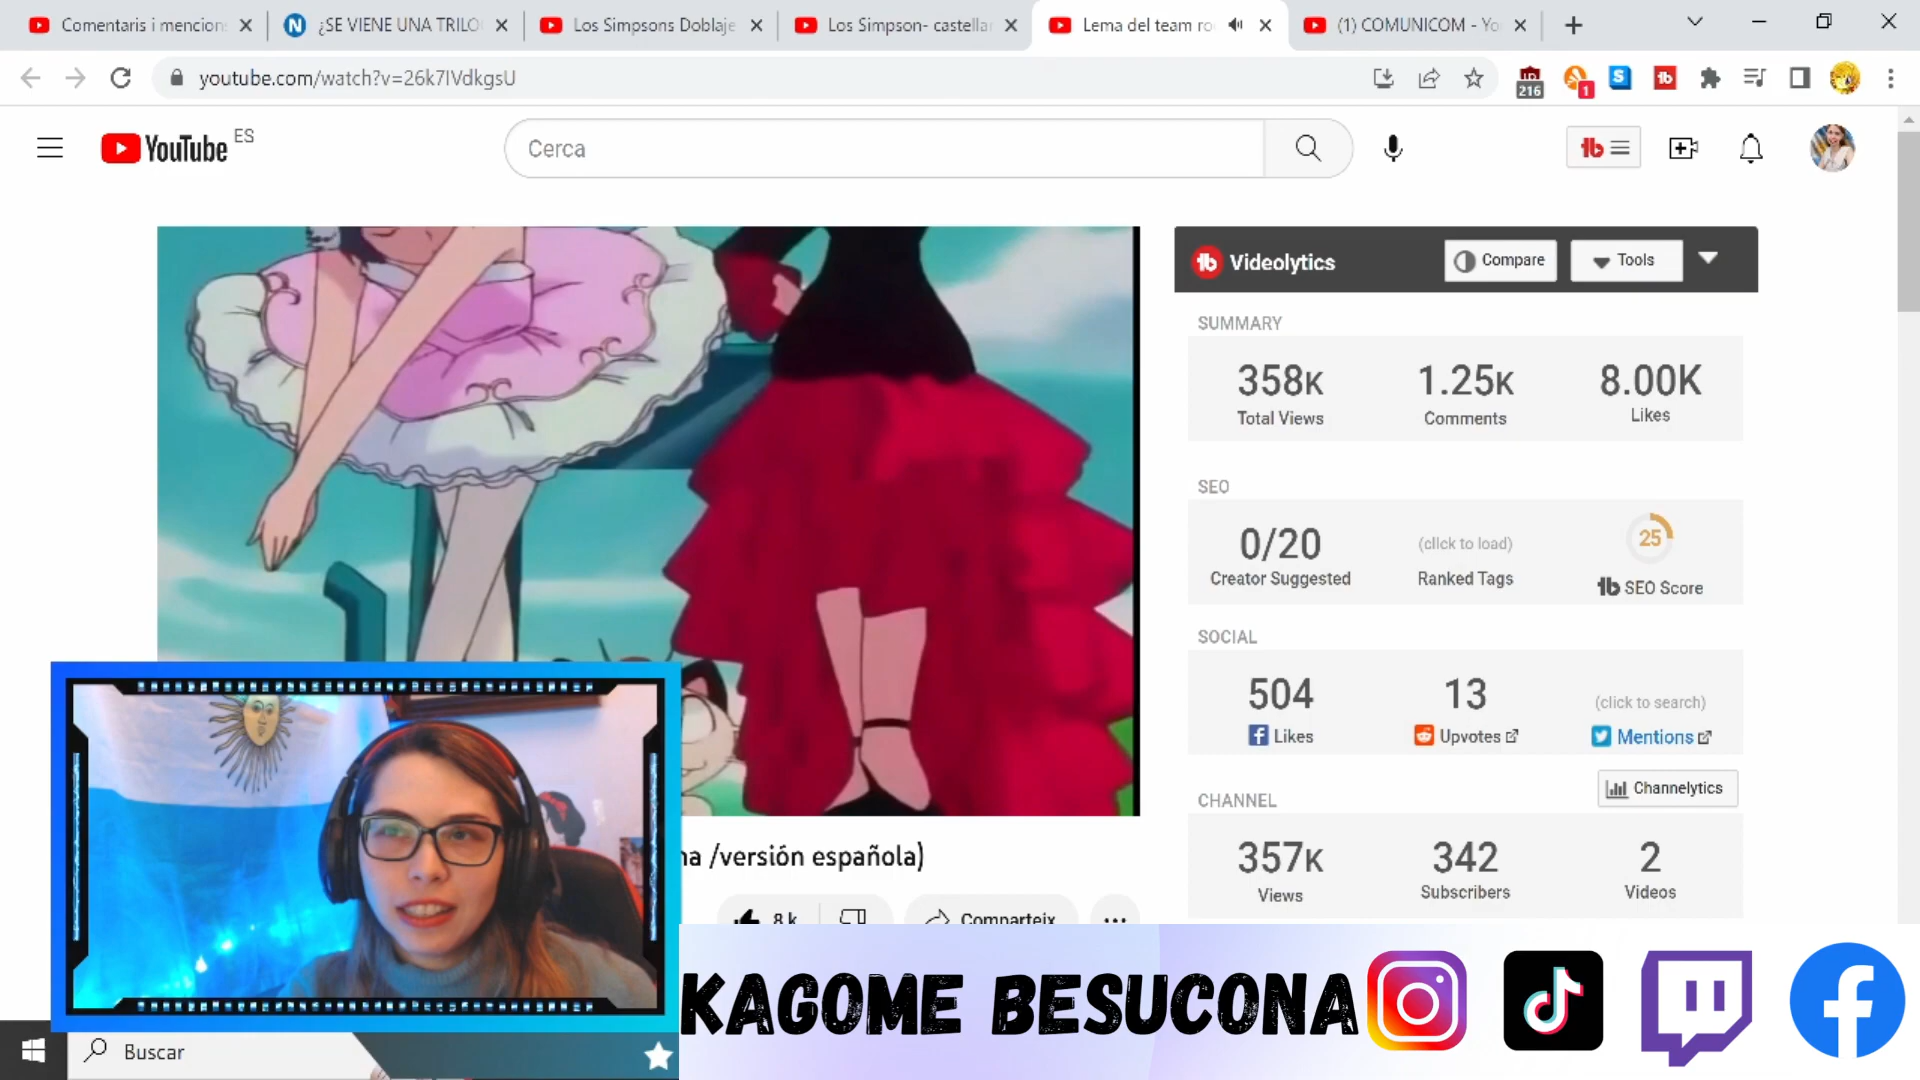 Comentaris i mencion
¿SE VIENE UNA TRILO
Los Simpsons Doblaje
Los Simpson- castellan
Lema del team ro
(1) COMUNICOM - Yo
youtube.com/watch?v=26k7IVdkgsU
216
1
YouTube ES
Cerca
Videolytics
Compare
Tools
SUMMARY
358K
Total Views
1.25K
Comments
8.00K
Likes
SEO
0/20
Creator Suggested
(click to load)
Ranked Tags
25
SEO Score
SOCIAL
504
Likes
13
Upvotes
(click to search)
Mentions
Channelytics
CHANNEL
357K
Views
342
Subscribers
2
Videos
na /versión española)
8 k
Comparteix
KAGOME BESUCONA
Buscar